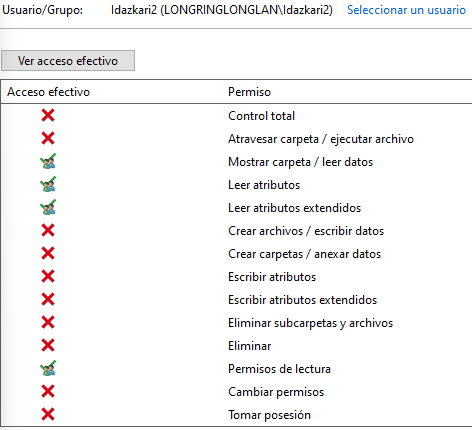 Usuario/Grupo: Idazkari2 (LONGRINGLONGLAN\Idazkari2) Seleccionar un usuario
Ver acceso efectivo
Acceso efectivo Permiso
Control total
Atravesar carpeta / ejecutar archivo
Mostrar carpeta / leer datos
Leer atributos
Leer atributos extendidos
Crear archivos / escribir datos
Crear carpetas / anexar datos
Escribir atributos
Escribir atributos extendidos
Eliminar subcarpetas y archivos
Eliminar
Permisos de lectura
Cambiar permisos
Tomar posesión